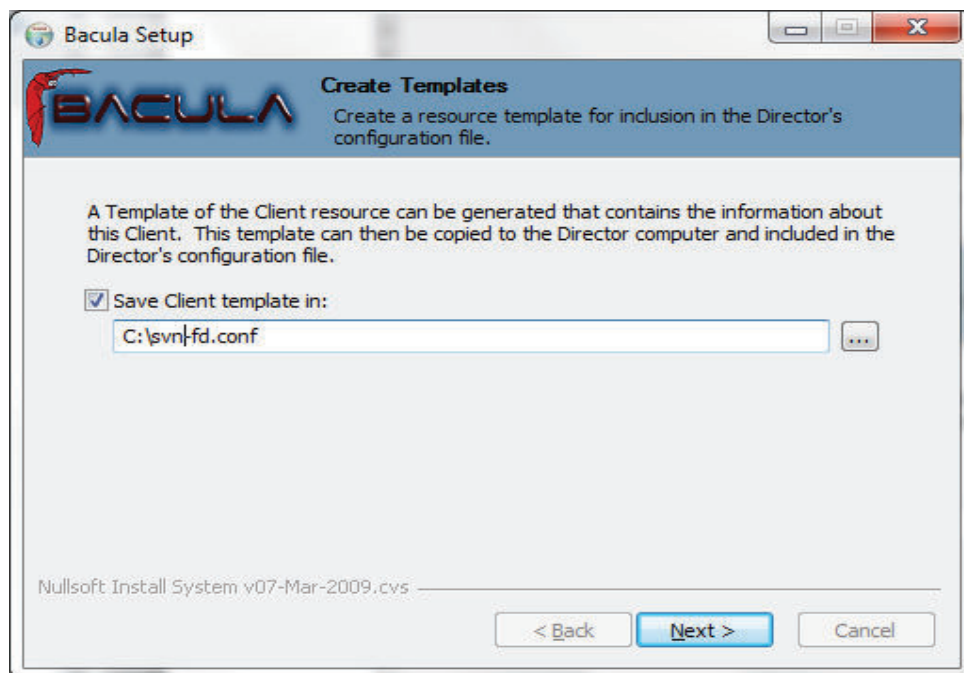 Bacula Setup
BACULA
Create Templates
Create a resource template for inclusion in the Director's
configuration file.
A Template of the Client resource can be generated that contains the information about
this Client. This template can then be copied to the Director computer and included in the
Director's configuration file.
Save Client template in:
C:\svn-fd.conf
...
Nullsoft Install System v07-Mar-2009.cvs
< Back
Next >
Cancel